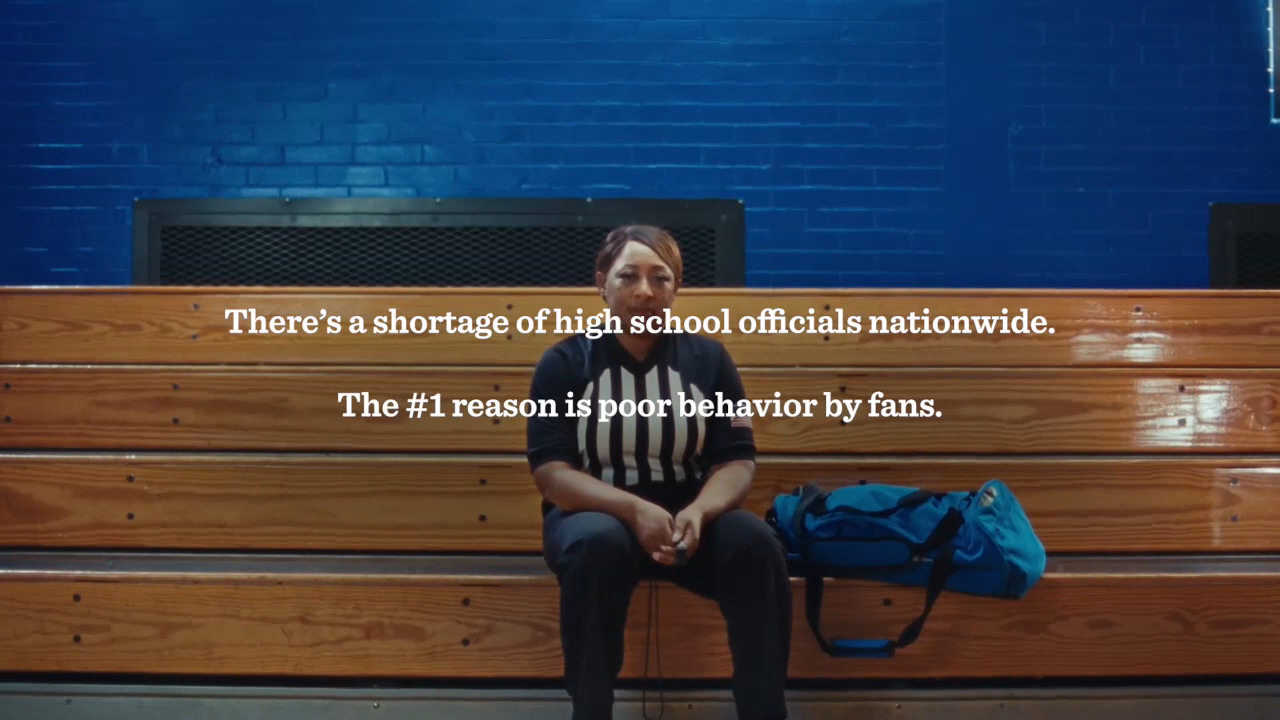 There’s a shortage of high school officials nationwide.
The #1 reason is poor behavior by fans.